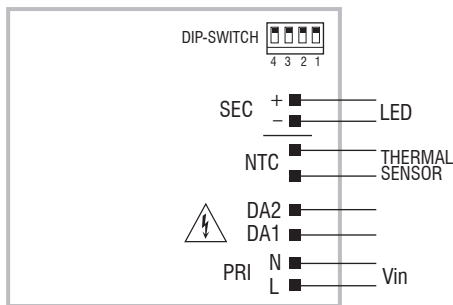 DIP-SWITCH
4 3 2 1
SEC + LED
−
NTC THERMAL
SENSOR
DA2
DA1
PRI N Vin
L